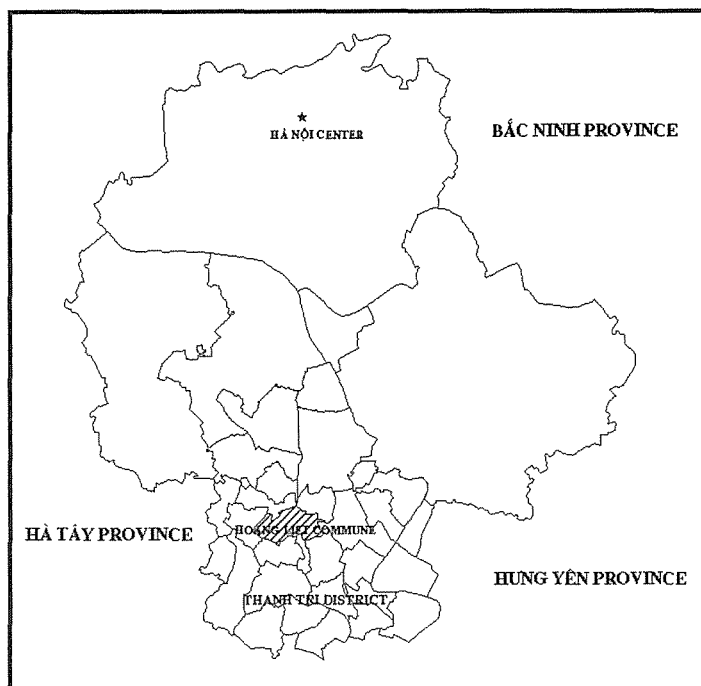 HÀ NỘI CENTER
BẮC NINH PROVINCE
HÀ TÂY PROVINCE
HOÀNG LIỆT COMMUNE
HƯNG YÊN PROVINCE
THANH TRÌ DISTRICT